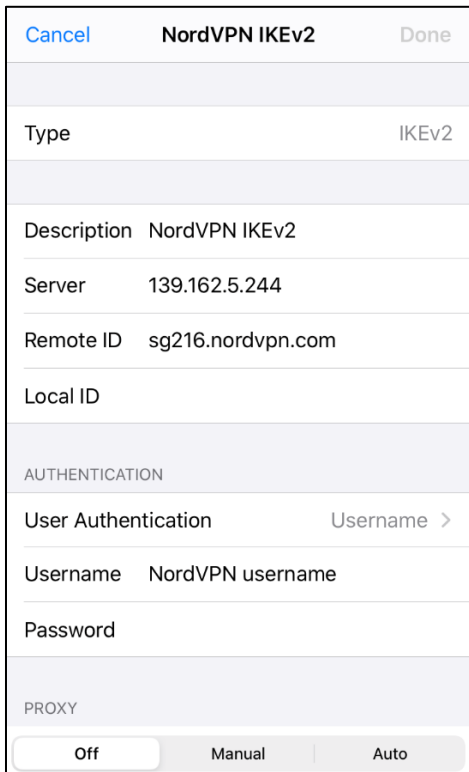 Cancel NordVPN IKEv2 Done
Type IKEv2
Description NordVPN IKEv2
Server 139.162.5.244
Remote ID sg216.nordvpn.com
Local ID
AUTHENTICATION
User Authentication Username >
Username NordVPN username
Password
PROXY
Off Manual Auto